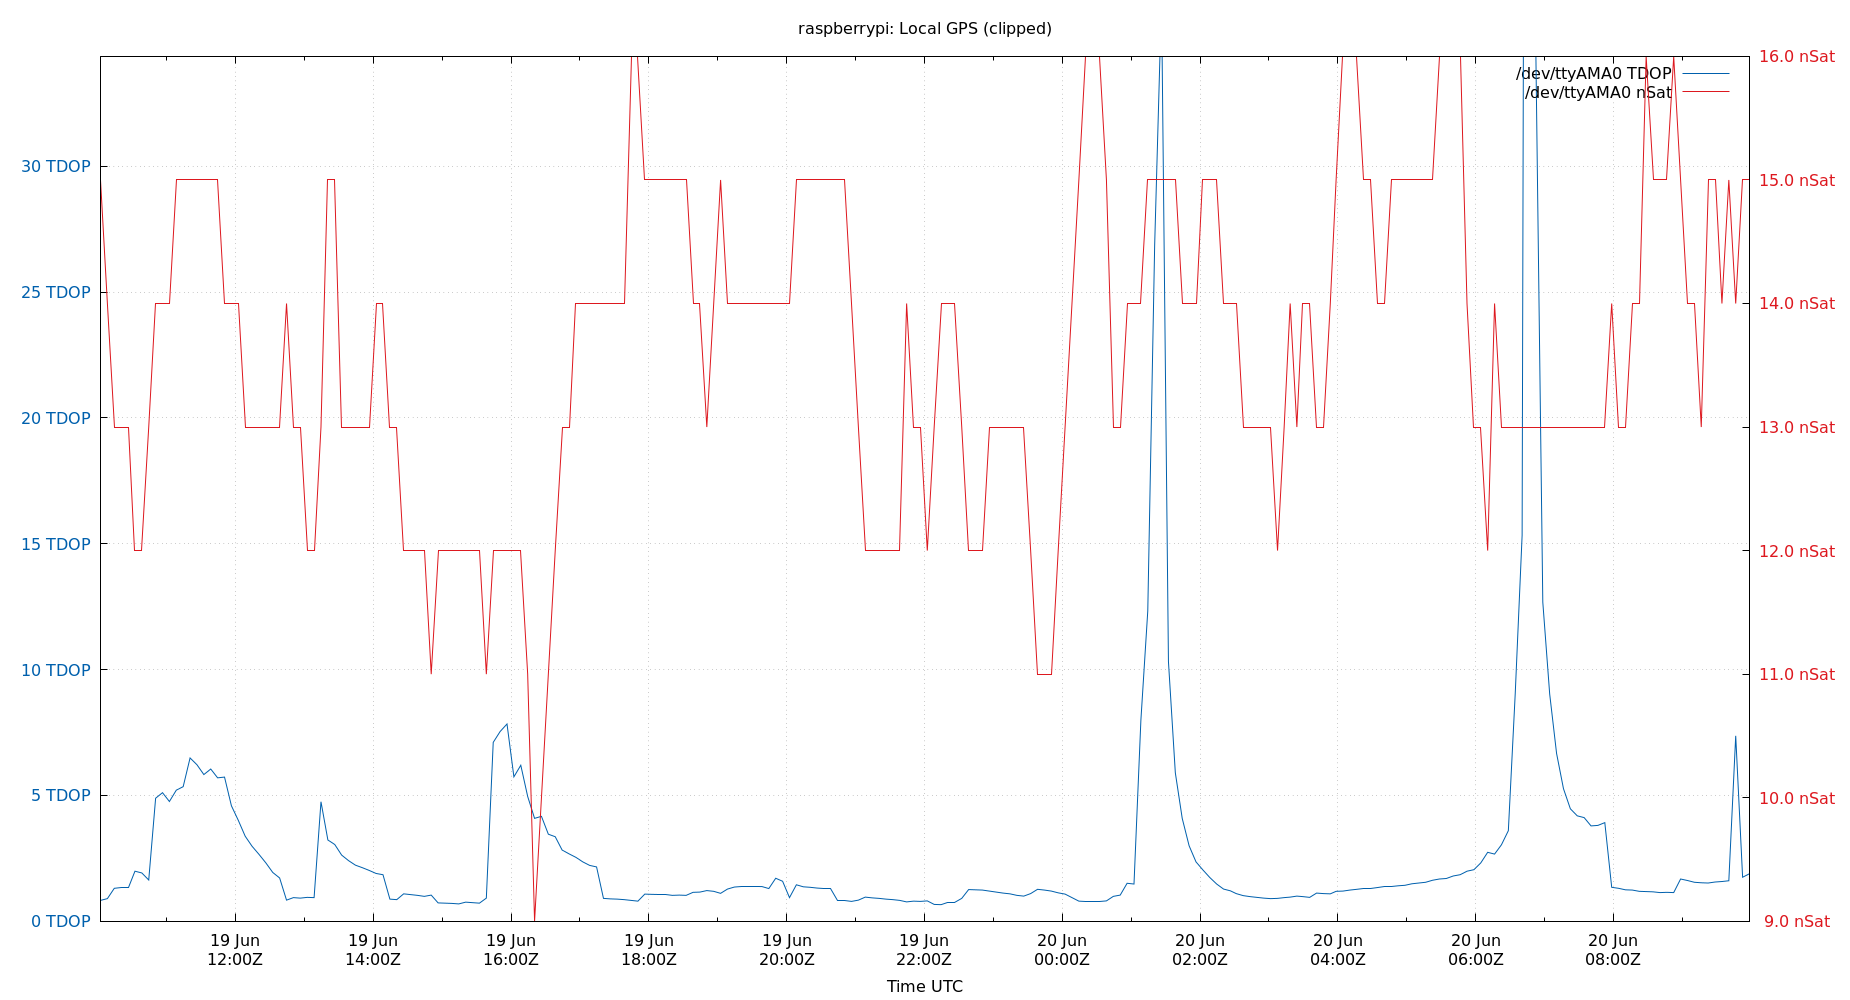 raspberrypi: Local GPS (clipped)
/dev/ttyAMA0 TDOP
/dev/ttyAMA0 nSat
30 TDOP
25 TDOP
20 TDOP
15 TDOP
10 TDOP
5 TDOP
0 TDOP
16.0 nSat
15.0 nSat
14.0 nSat
13.0 nSat
12.0 nSat
11.0 nSat
10.0 nSat
9.0 nSat
19 Jun
12:00Z
19 Jun
14:00Z
19 Jun
16:00Z
19 Jun
18:00Z
19 Jun
20:00Z
19 Jun
22:00Z
20 Jun
00:00Z
20 Jun
02:00Z
20 Jun
04:00Z
20 Jun
06:00Z
20 Jun
08:00Z
Time UTC